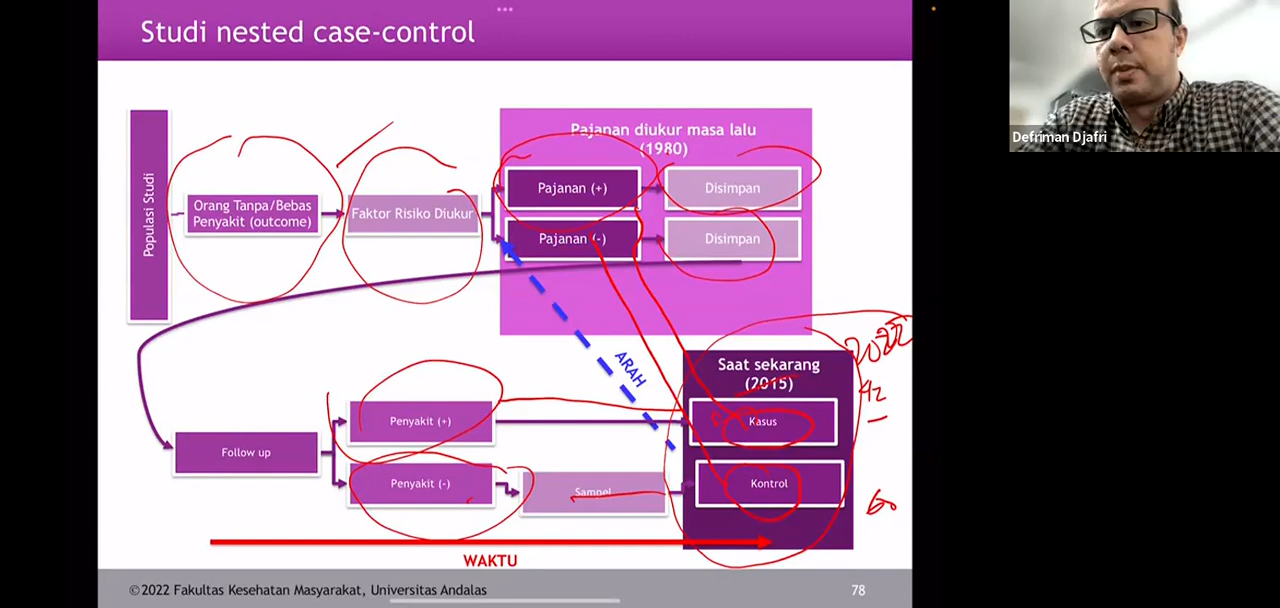 Studi nested case-control
Defriman Djafri
Populasi Studi
Orang Tanpa/Bebas
Penyakit (outcome)
Faktor Risiko Diukur
Pajanan diukur masa lalu
(1980)
Pajanan (+)
Disimpan
Pajanan (-)
Disimpan
ARAH
2022
42
60
Saat sekarang
(2015)
Penyakit (+)
Kasus
Follow up
Penyakit (-)
Sampel
Kontrol
WAKTU
©2022 Fakultas Kesehatan Masyarakat, Universitas Andalas
78